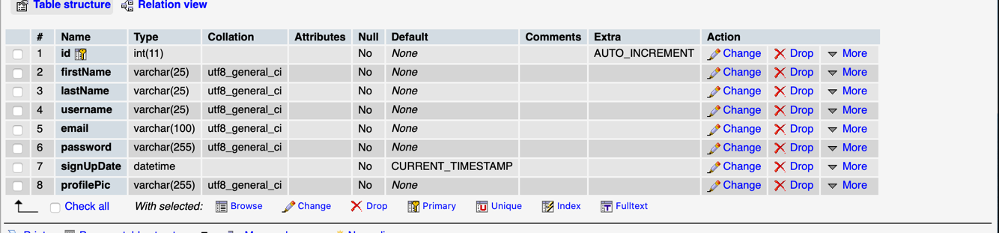 Table structure Relation view
# Name Type Collation Attributes Null Default Comments Extra Action
1 id int(11) No None AUTO_INCREMENT Change Drop More
2 firstName varchar(25) utf8_general_ci No None Change Drop More
3 lastName varchar(25) utf8_general_ci No None Change Drop More
4 username varchar(25) utf8_general_ci No None Change Drop More
5 email varchar(100) utf8_general_ci No None Change Drop More
6 password varchar(255) utf8_general_ci No None Change Drop More
7 signUpDate datetime No CURRENT_TIMESTAMP Change Drop More
8 profilePic varchar(255) utf8_general_ci No None Change Drop More
Check all With selected: Browse Change Drop Primary Unique Index Fulltext